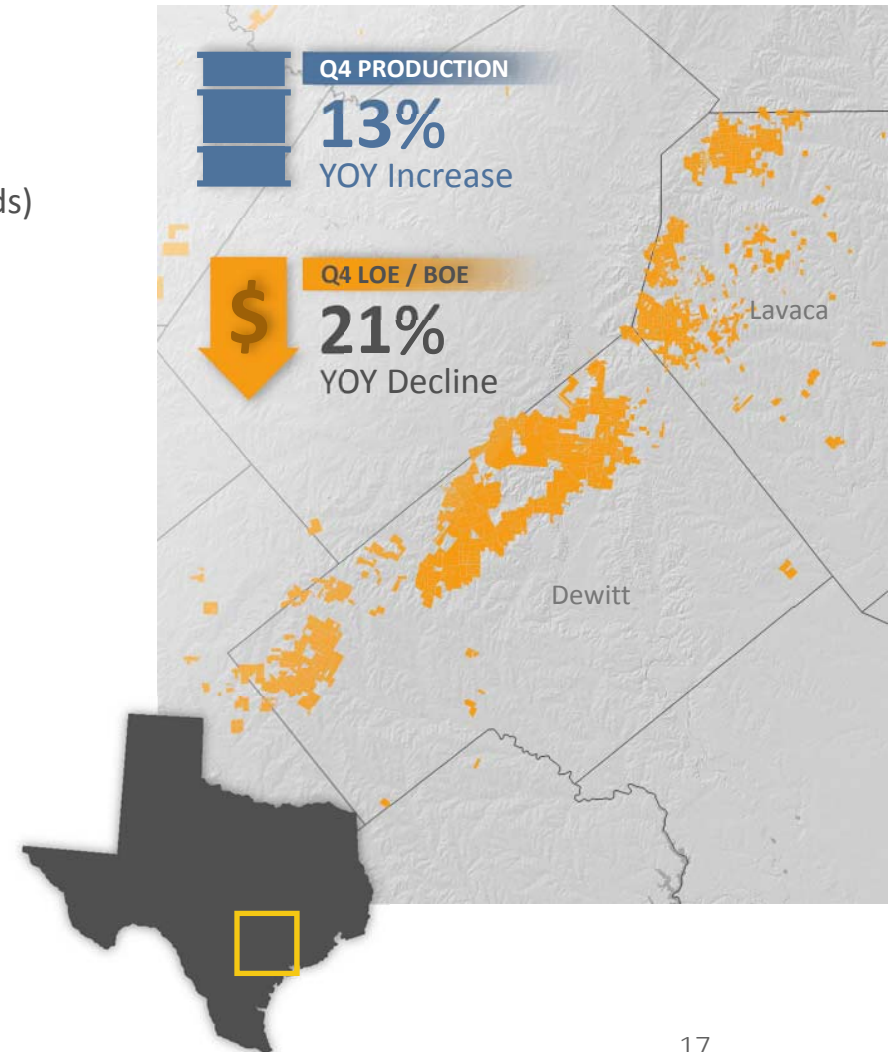 Q4 PRODUCTION
13%
YOY Increase
ds)
Q4 LOE / BOE
$
21%
YOY Decline
Lavaca
Dewitt
17